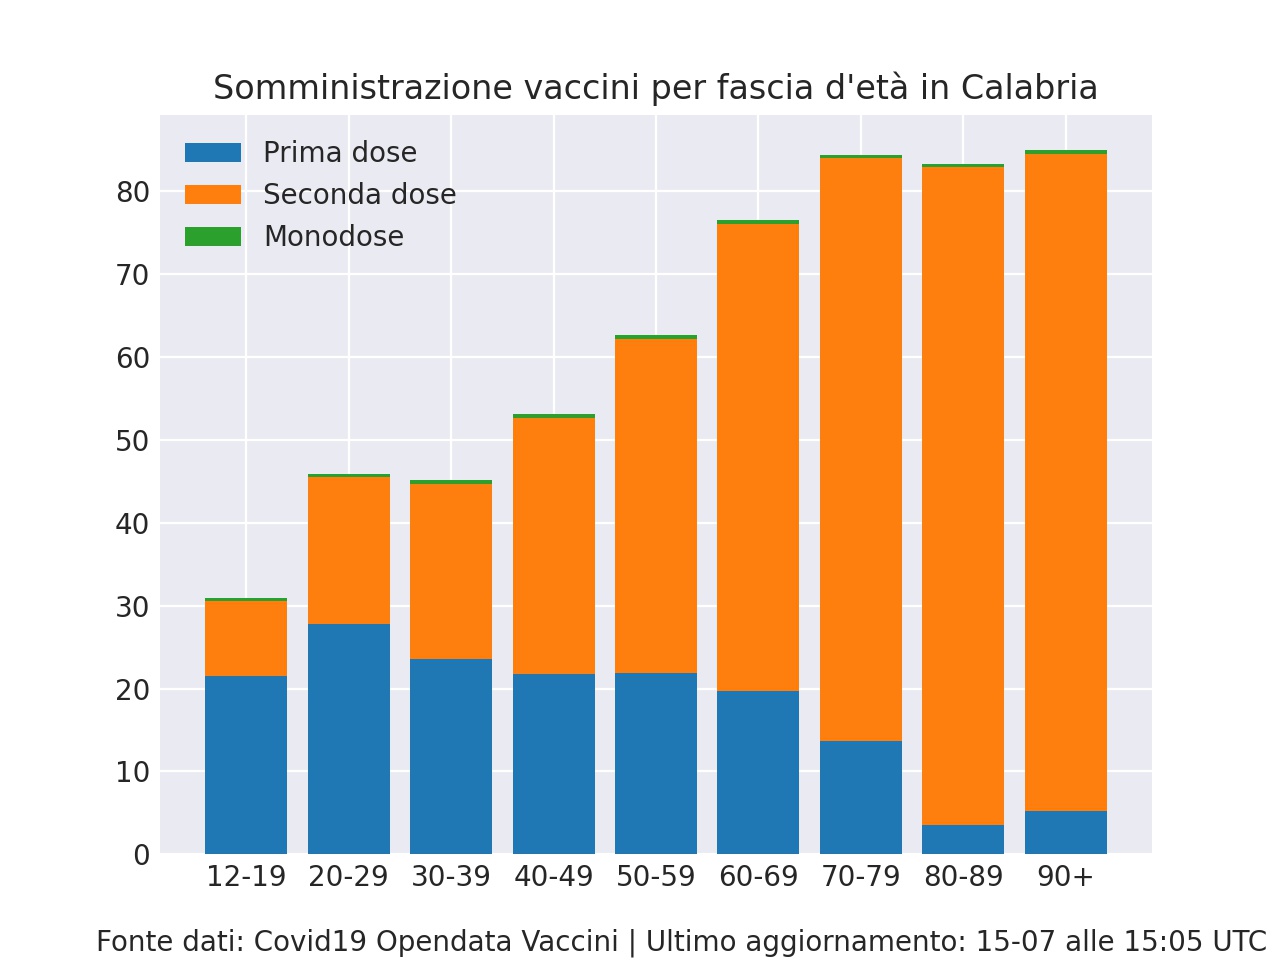 Somministrazione vaccini per fascia d'età in Calabria
Prima dose
Seconda dose
Monodose
80
70
60
50
40
30
20
10
0
12-19 20-29 30-39 40-49 50-59 60-69 70-79 80-89 90+
Fonte dati: Covid19 Opendata Vaccini | Ultimo aggiornamento: 15-07 alle 15:05 UTC